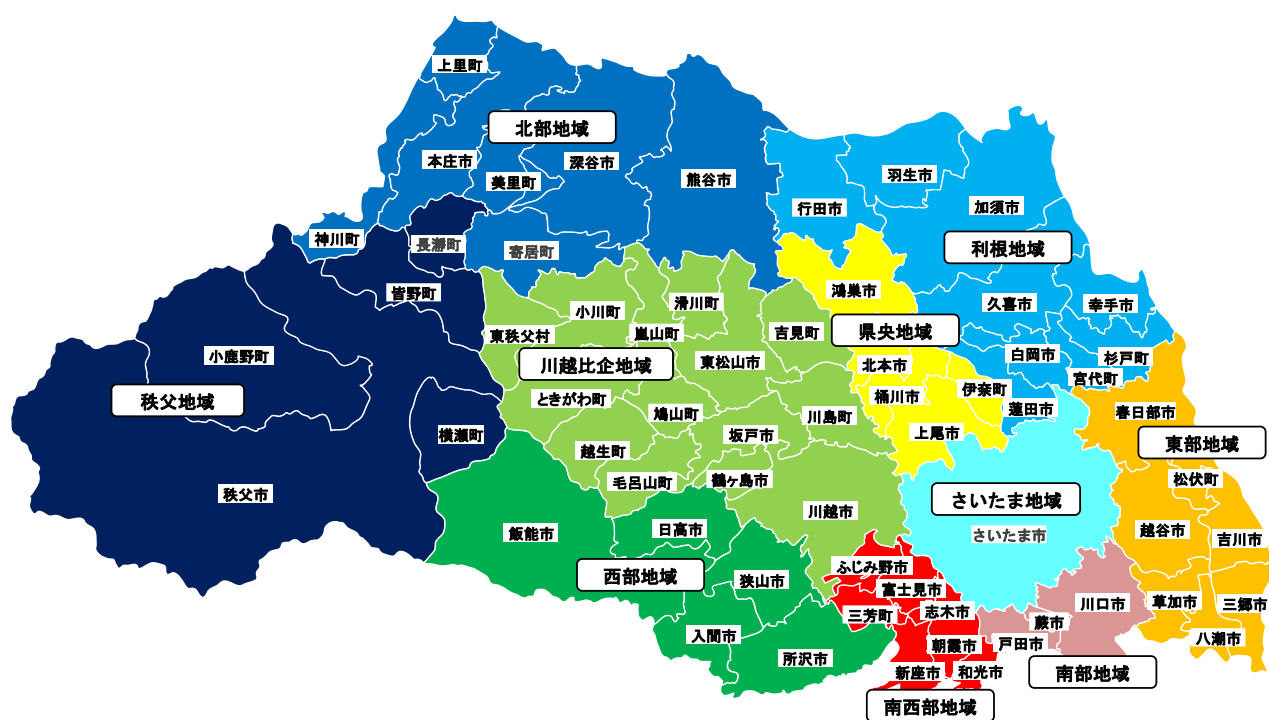 上里町
北部地域
本庄市
深谷市
美里町
熊谷市
羽生市
行田市
加須市
神川町
長瀞町
寄居町
利根地域
皆野町
鴻巣市
久喜市
幸手市
小川町
滑川町
東秩父村
嵐山町
吉見町
県央地域
小鹿野町
川越比企地域
東松山市
北本市
白岡市
杉戸町
宮代町
秩父地域
ときがわ町
桶川市
伊奈町
蓮田市
春日部市
鳩山町
川島町
横瀬町
坂戸市
上尾市
東部地域
越生町
毛呂山町
鶴ヶ島市
松伏町
秩父市
さいたま地域
川越市
さいたま市
飯能市
日高市
越谷市
吉川市
西部地域
狭山市
ふじみ野市
富士見市
三芳町
志木市
川口市
草加市
三郷市
蕨市
入間市
朝霞市
戸田市
八潮市
所沢市
新座市
和光市
南部地域
南西部地域